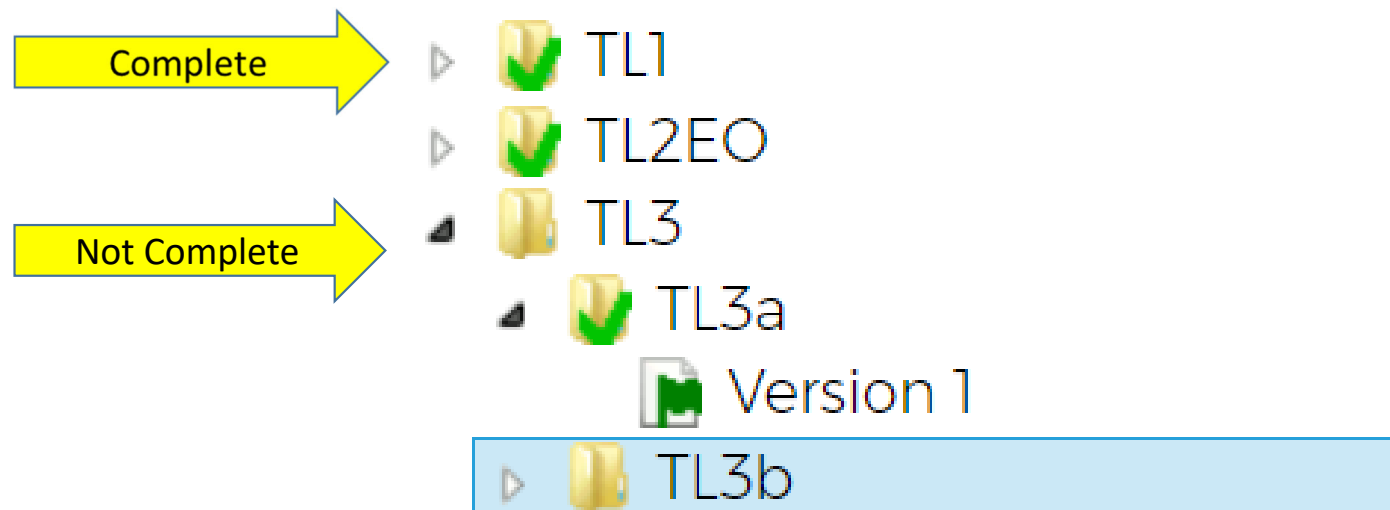 Complete
TL1
TL2EO
Not Complete
TL3
TL3a
Version 1
TL3b